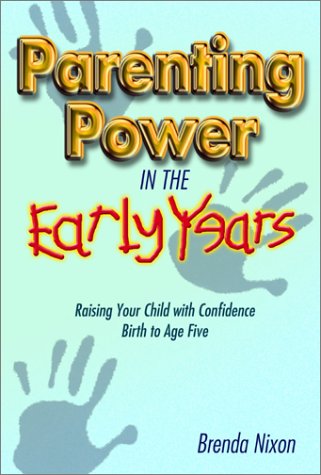 Parenting
Power
IN THE
Early Years
Raising Your Child with Confidence
Birth to Age Five
Brenda Nixon